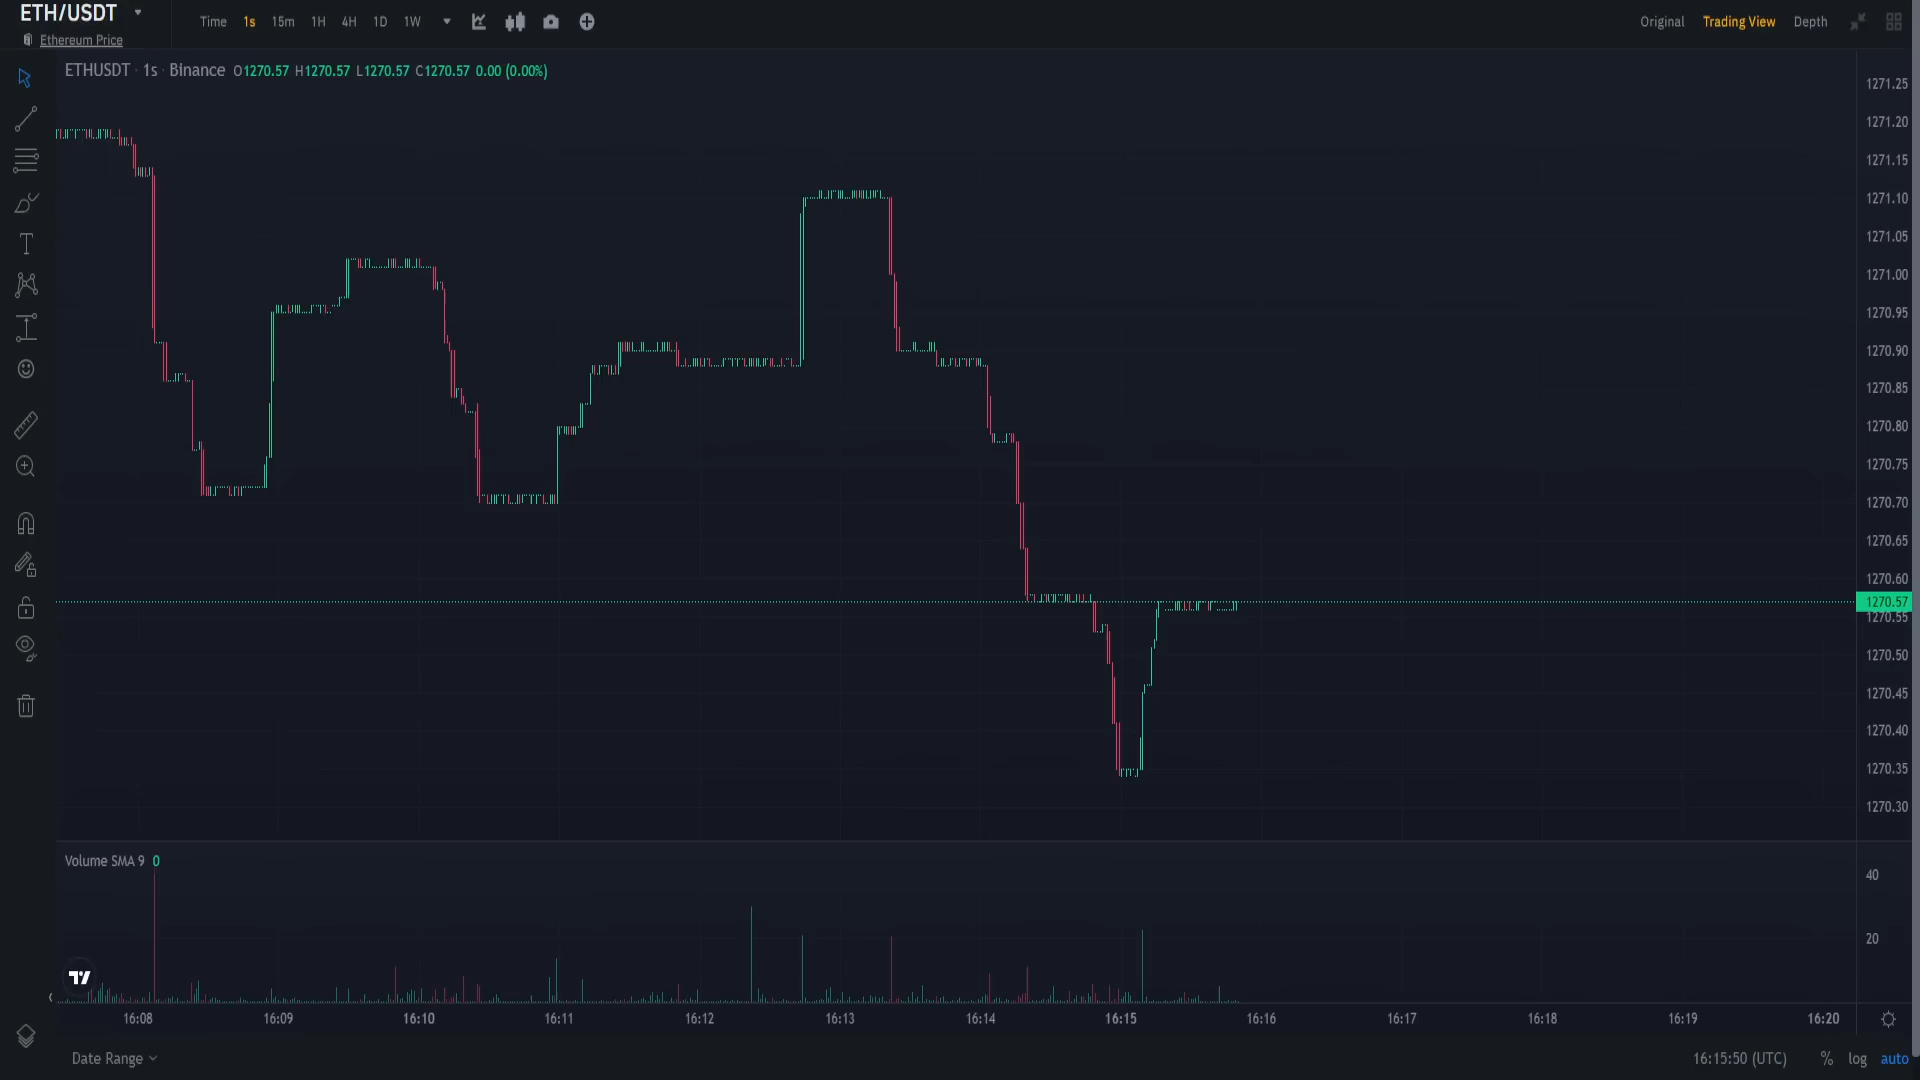 ETH/USDT
Ethereum Price
Time 1s 15m 1H 4H 1D 1W
Original Trading View Depth
ETHUSDT · 1s · Binance O1270.57 H1270.57 L1270.57 C1270.57 0.00 (0.00%)
1271.25
1271.20
1271.15
1271.10
1271.05
1271.00
1270.95
1270.90
1270.85
1270.80
1270.75
1270.70
1270.65
1270.60
1270.57
1270.55
1270.50
1270.45
1270.40
1270.35
1270.30
Volume SMA 9 0
40
20
16:08 16:09 16:10 16:11 16:12 16:13 16:14 16:15 16:16 16:17 16:18 16:19 16:20
Date Range 16:15:50 (UTC) % log auto